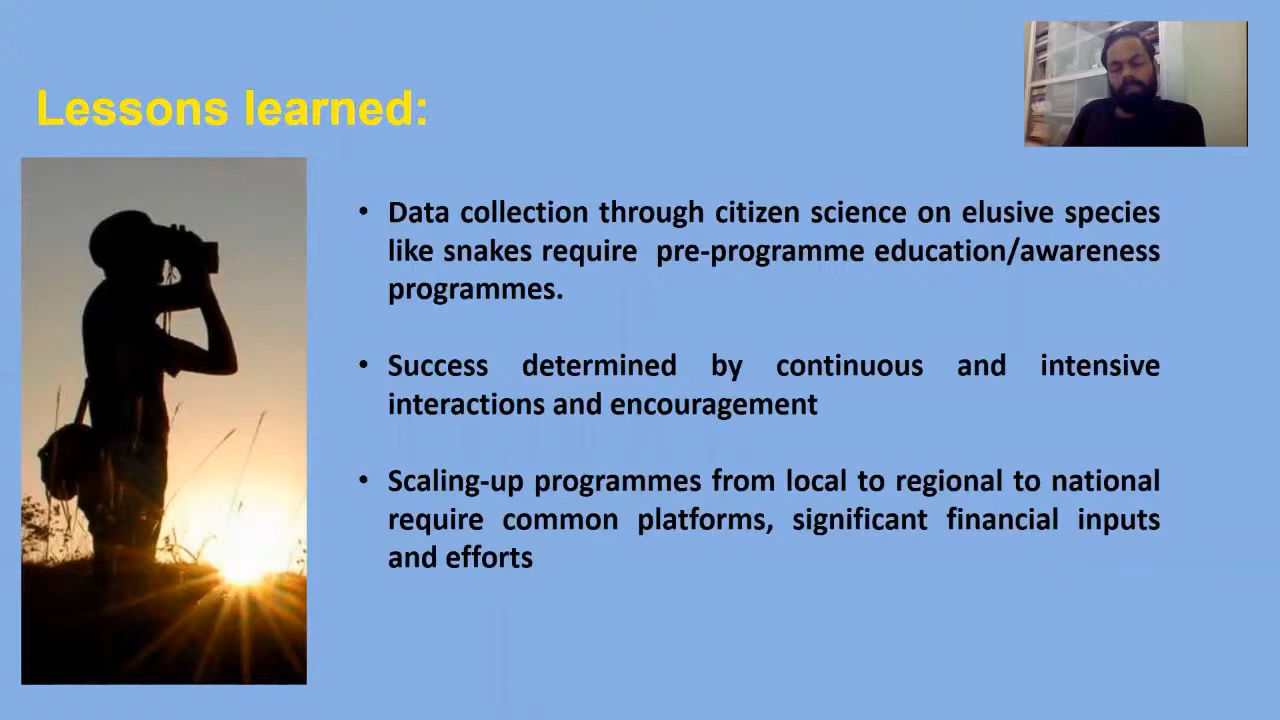 Lessons learned:
• Data collection through citizen science on elusive species
like snakes require pre-programme education/awareness
programmes.
• Success determined by continuous and intensive
interactions and encouragement
• Scaling-up programmes from local to regional to national
require common platforms, significant financial inputs
and efforts